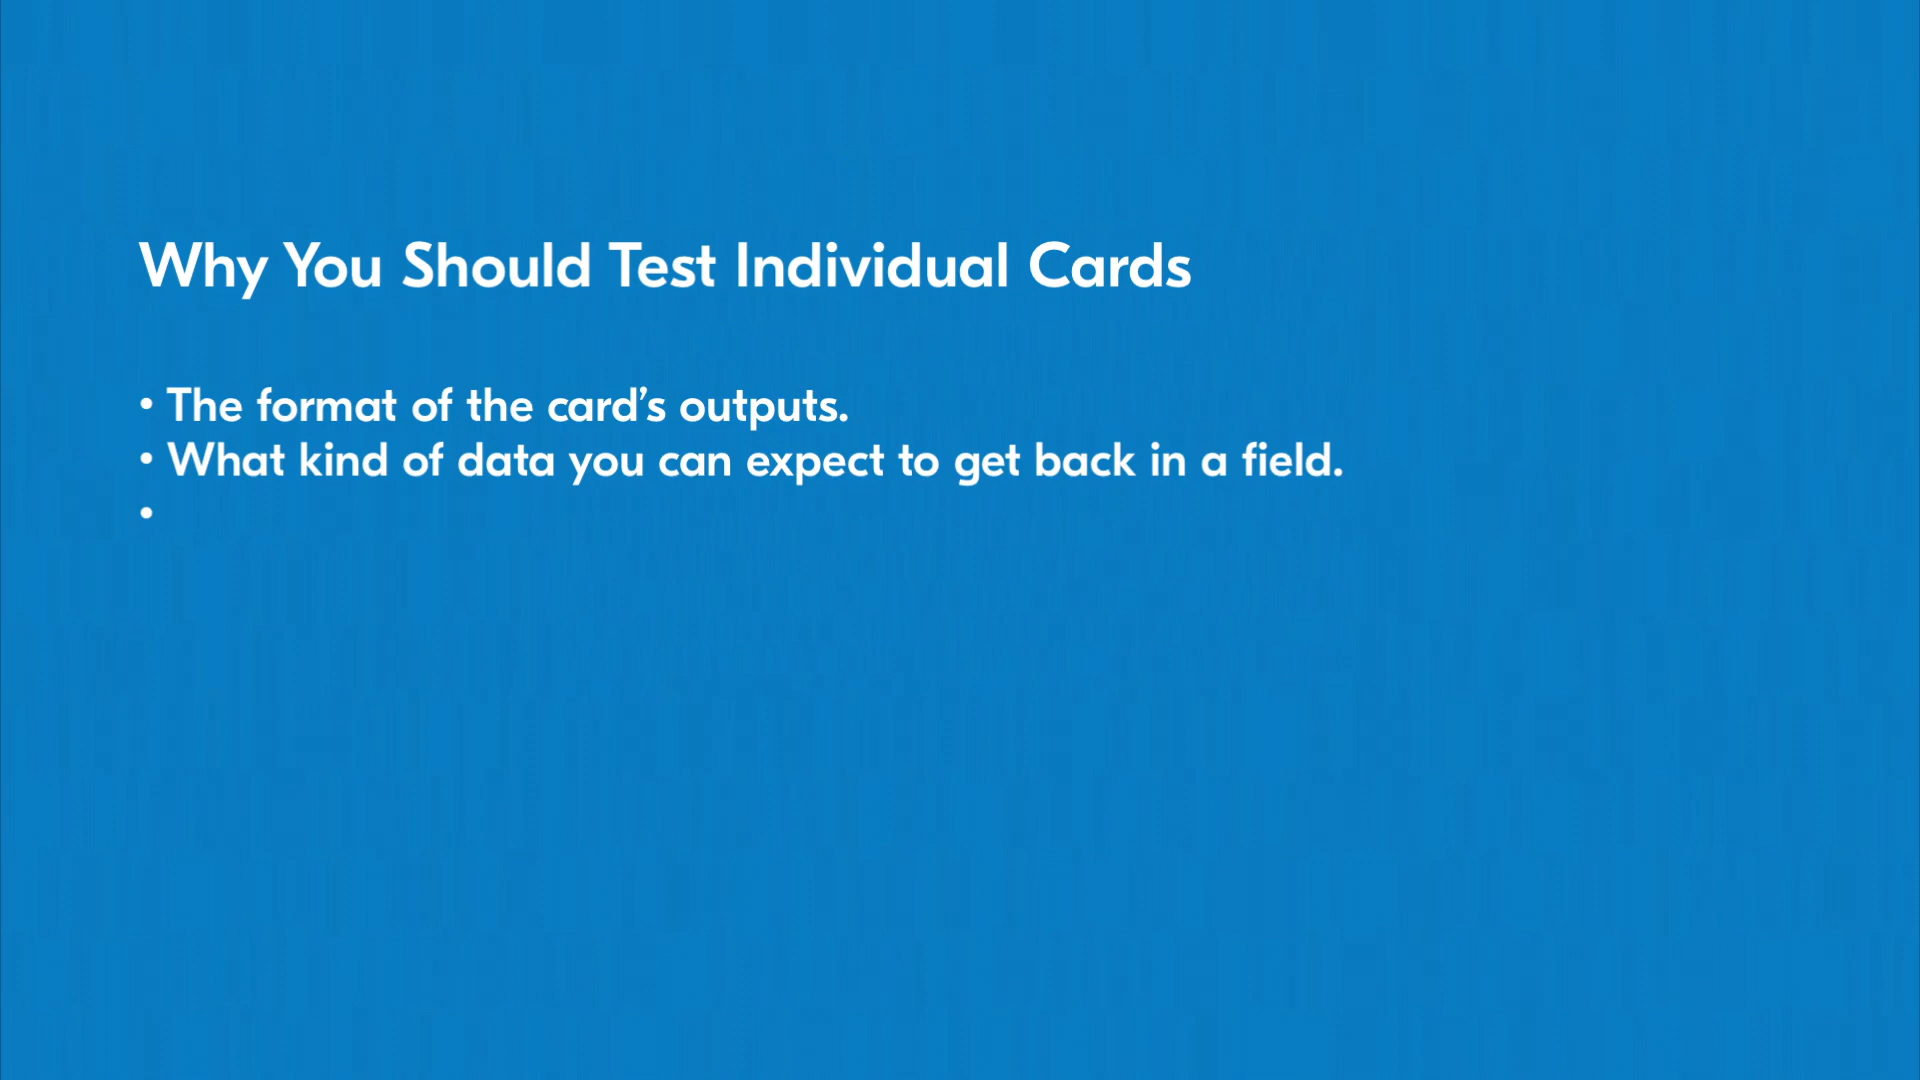 Why You Should Test Individual Cards
• The format of the card’s outputs.
• What kind of data you can expect to get back in a field.
•